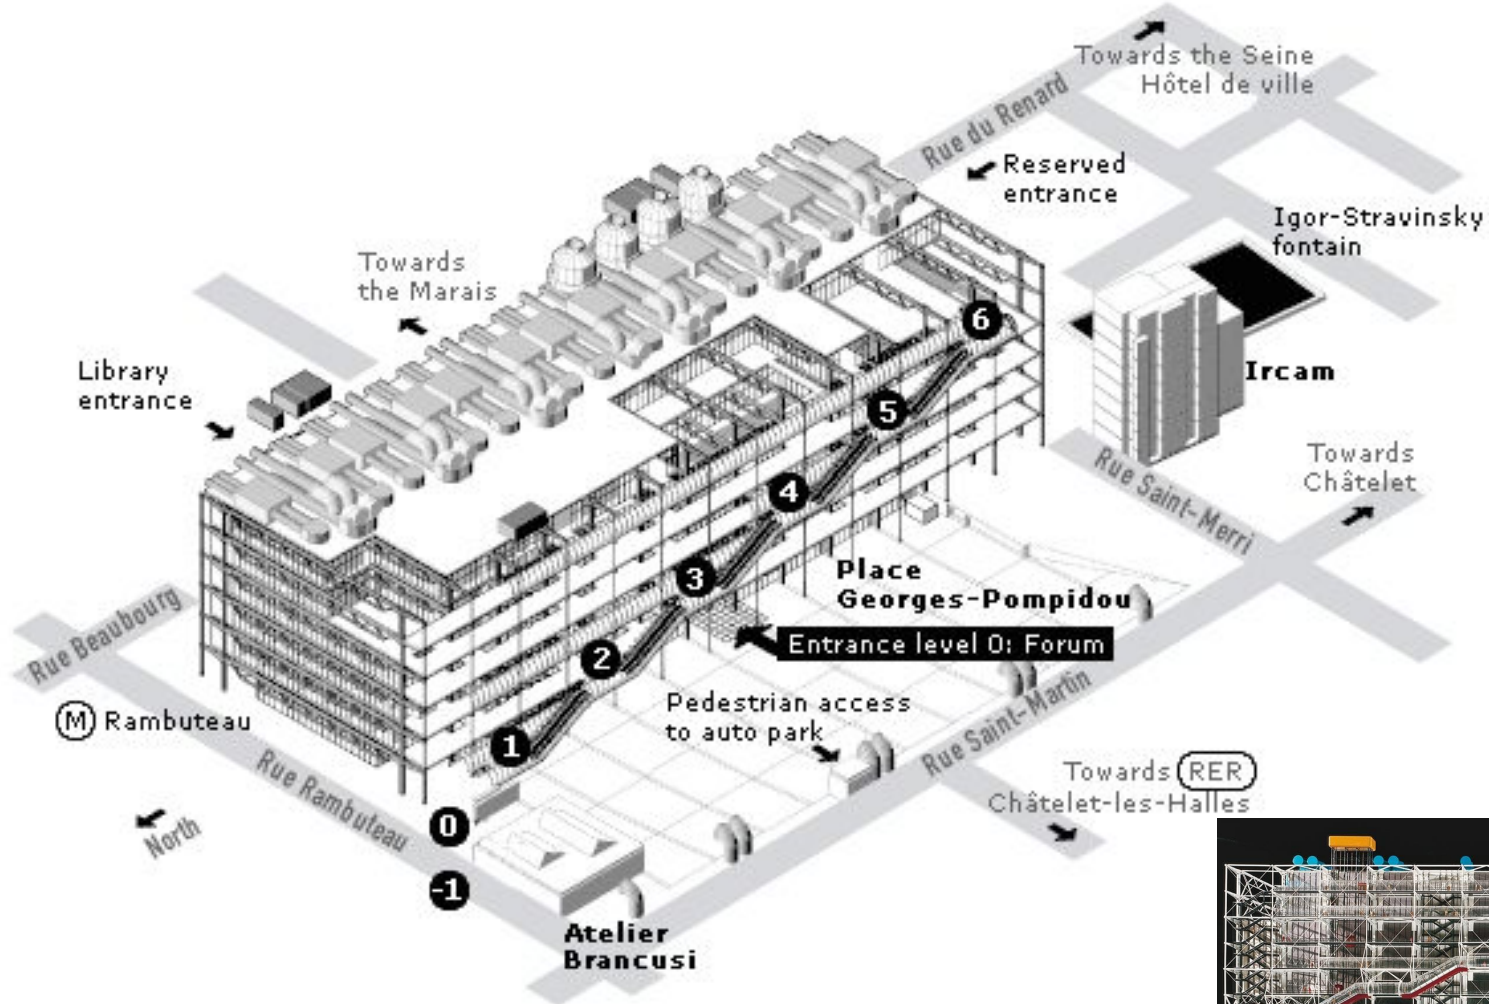 Towards the Seine
Hôtel de ville
Rue du Renard
Reserved
entrance
Igor-Stravinsky
fontain
Towards
the Marais
6
Library
entrance
Ircam
5
Towards
Châtelet
Rue Saint-Merri
4
Place
Georges-Pompidou
3
Rue Beaubourg
Entrance level 0: Forum
2
Pedestrian access
to auto park
M Rambuteau
1
Rue Saint-Martin
Rue Rambuteau
Towards RER
Châtelet-les-Halles
North
0
-1
Atelier
Brancusi